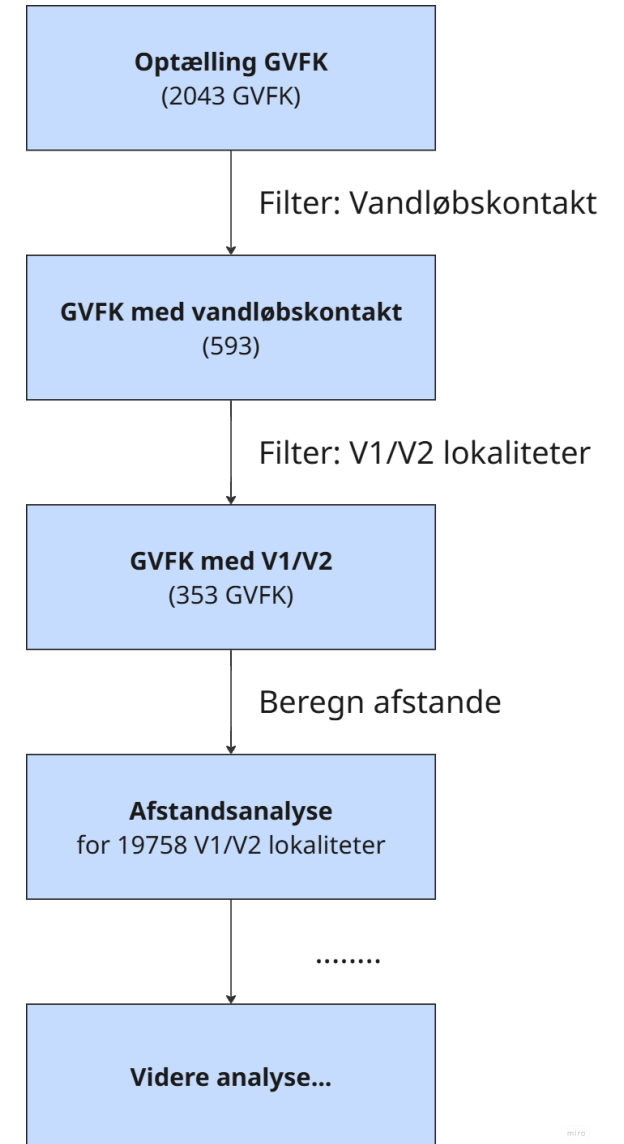 Optælling GVFK
(2043 GVFK)
Filter: Vandløbskontakt
GVFK med vandløbskontakt
(593)
Filter: V1/V2 lokaliteter
GVFK med V1/V2
(353 GVFK)
Beregn afstande
Afstandsanalyse
for 19758 V1/V2 lokaliteter
........
Videre analyse...
miro